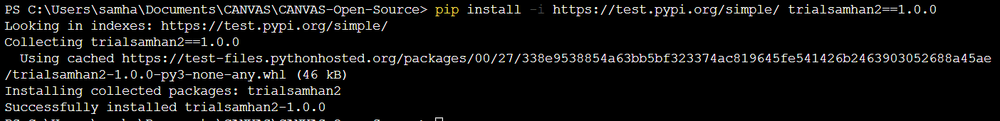 PS C:\Users\samha\Documents\CANVAS\CANVAS-Open-Source> pip install -i https://test.pypi.org/simple/ trialsamhan2==1.0.0
Looking in indexes: https://test.pypi.org/simple/
Collecting trialsamhan2==1.0.0
  Using cached https://test-files.pythonhosted.org/packages/00/27/338e9538854a63bb5bf323374ac819645fe541426b2463903052688a45ae
/trialsamhan2-1.0.0-py3-none-any.whl (46 kB)
Installing collected packages: trialsamhan2
Successfully installed trialsamhan2-1.0.0